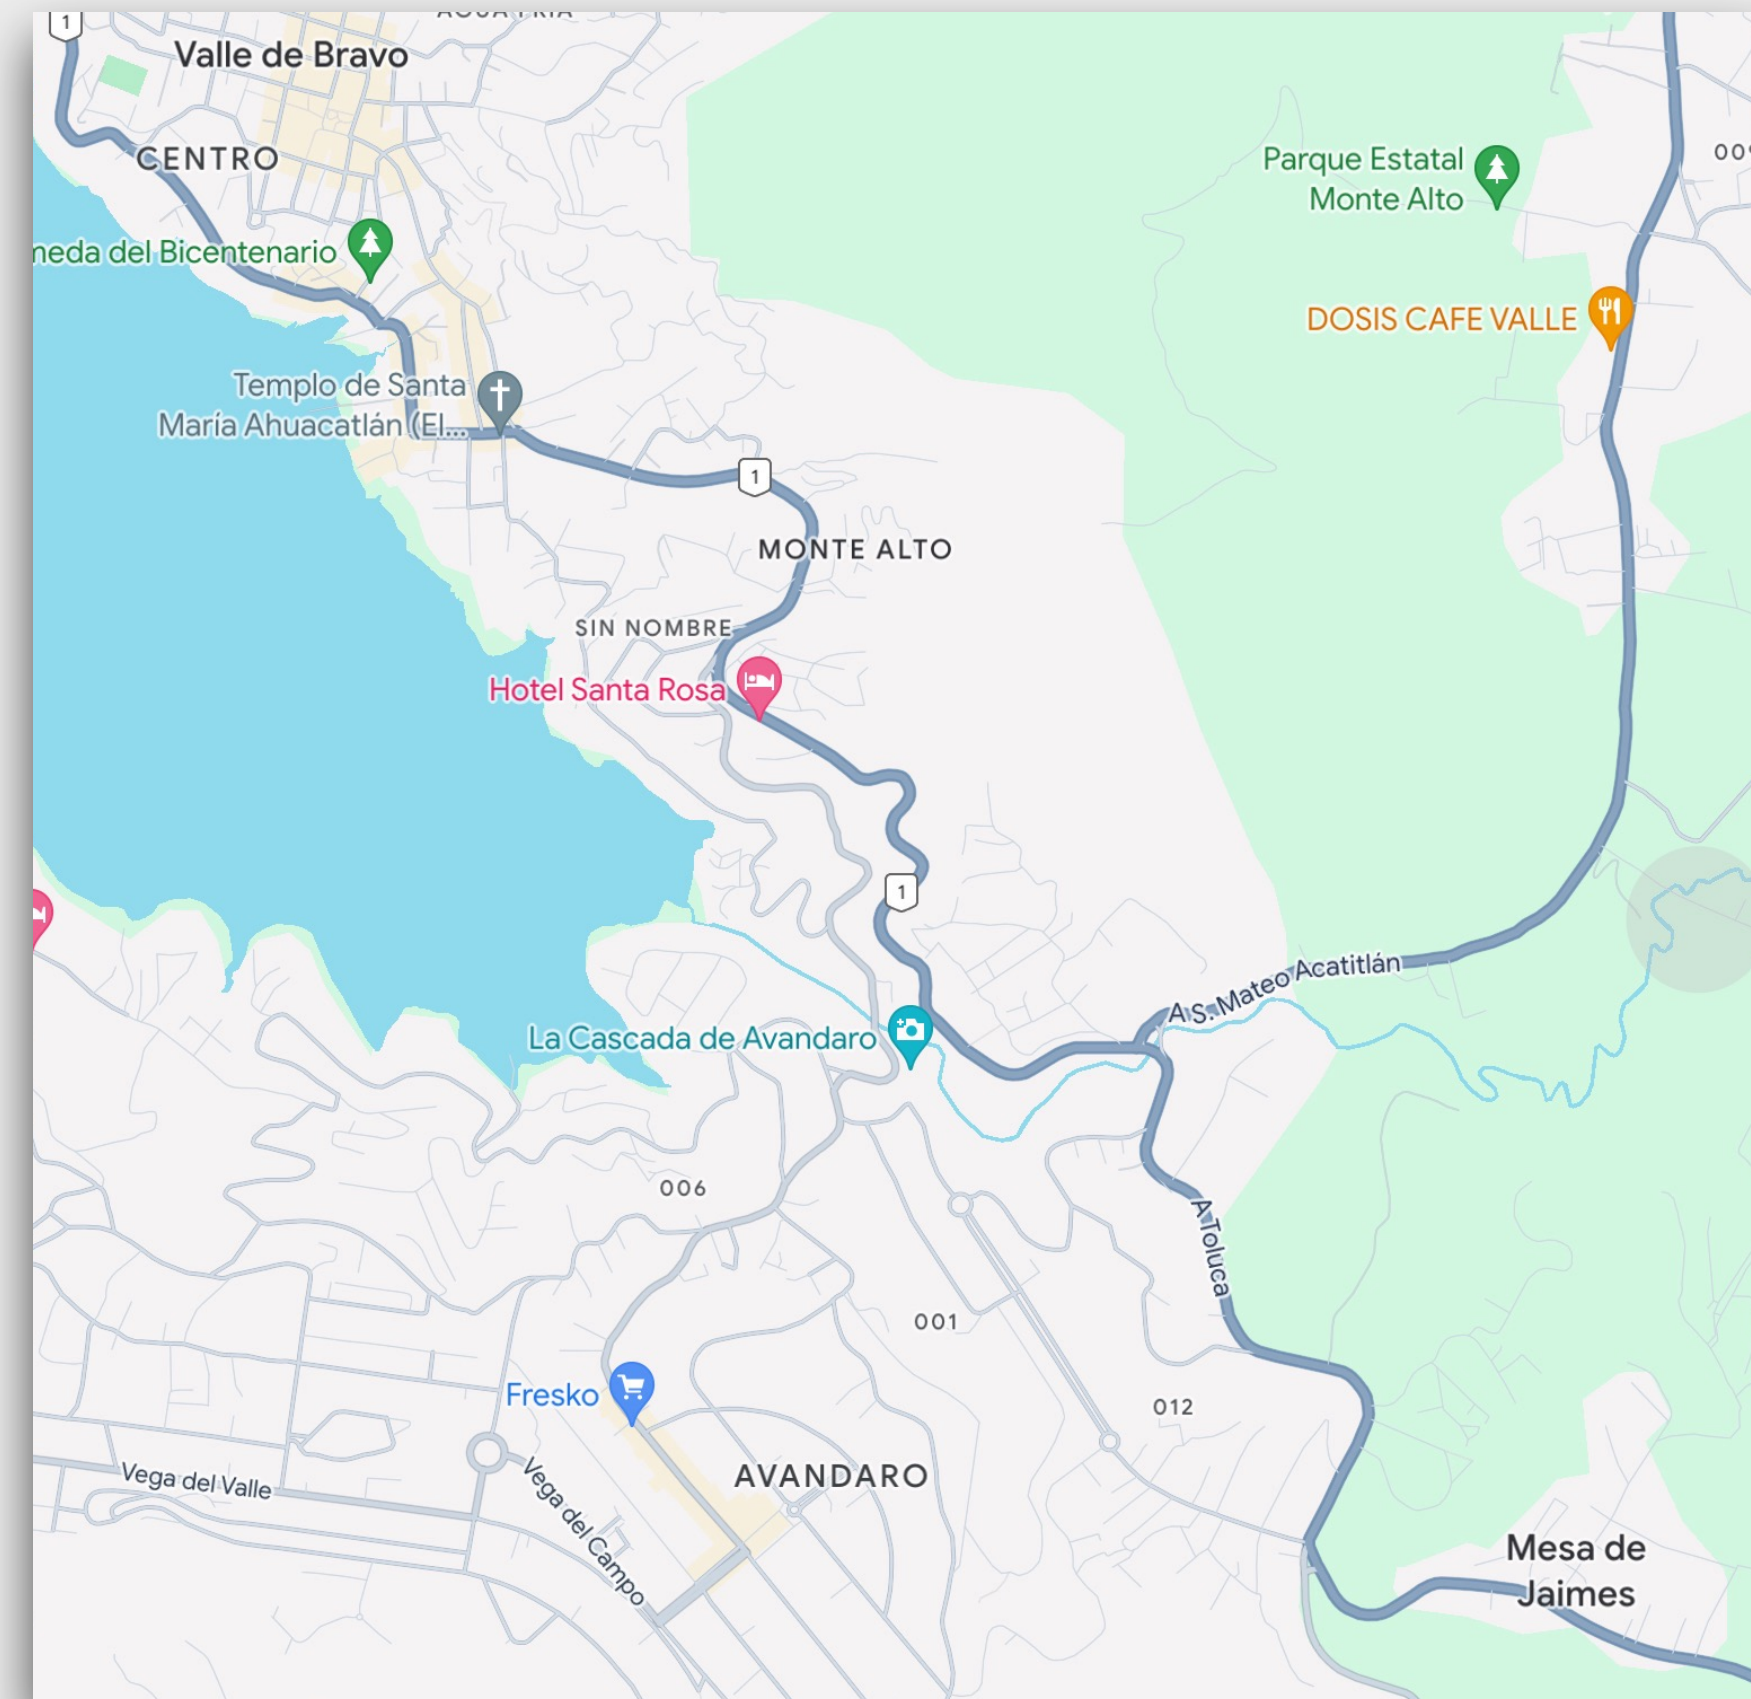 AGUA FRIA
1
Valle de Bravo
CENTRO
Parque Estatal
Monte Alto
neda del Bicentenario
DOSIS CAFE VALLE
Templo de Santa
María Ahuacatlán (El...
1
MONTE ALTO
SIN NOMBRE
Hotel Santa Rosa
1
A S. Mateo Acatitlán
La Cascada de Avandaro
006
A Toluca
001
Fresko
012
AVANDARO
Vega del Valle
Vega del Campo
Mesa de
Jaimes